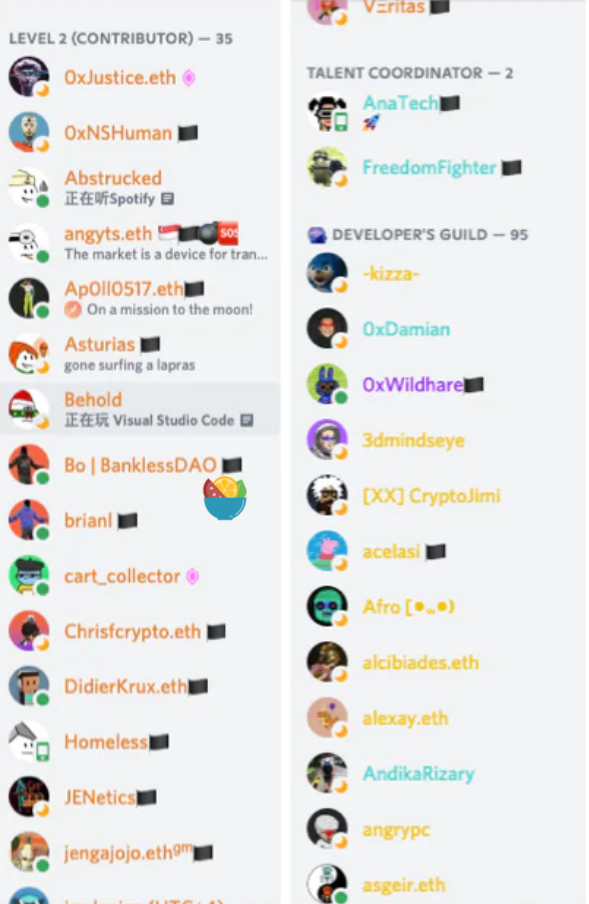 LEVEL 2 (CONTRIBUTOR) — 35
0xJustice.eth
0xNSHuman
Abstrucked
正在听Spotify
angyts.eth SOS
The market is a device for tran...
Ap0ll0517.eth
On a mission to the moon!
Asturias
gone surfing a lapras
Behold
正在玩 Visual Studio Code
Bo | BanklessDAO
brianl
cart_collector
Chrisfcrypto.eth
DidierKrux.eth
Homeless
JENetics
jengajojo.ethᵍᵐ
VΞritas
TALENT COORDINATOR — 2
AnaTech
FreedomFighter
DEVELOPER'S GUILD — 95
-kizza-
0xDamian
0xWildhare
3dmindseye
[XX] CryptoJimi
acelasi
Afro [●ᴗ●)
alcibiades.eth
alexay.eth
AndikaRizary
angrypc
asgeir.eth